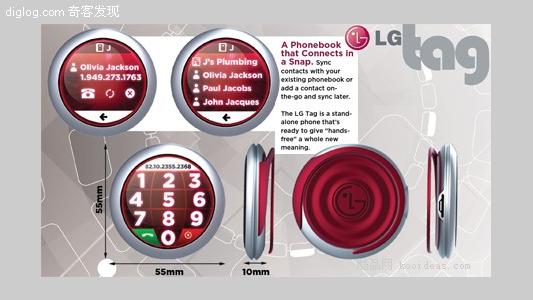 diglog.com 奇客发现
J
Olivia Jackson
1.949.273.1763
J
J's Plumbing
Olivia Jackson
Paul Jacobs
John Jacques
A Phonebook
that Connects in
a Snap. Sync
contacts with your
existing phonebook or
add a contact on-
the-go and sync later.
The LG Tag is a stand-
alone phone that's
ready to give "hands-
free" a whole new
meaning.
LG
tag
82.10.2355.2368
1 2 3
4 5 6
7 8 9
0
55mm
55mm
10mm
LG
kooideas.com